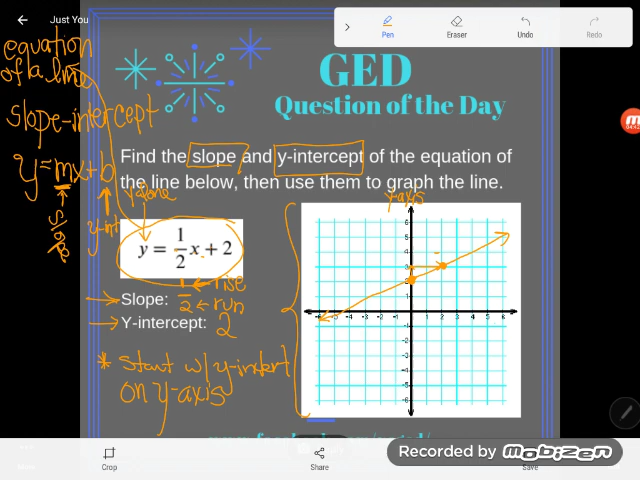 Just You
Pen
Eraser
Undo
Redo
equation
of a line
slope-intercept
y=mx+b
slope
y-int
GED
Question of the Day
Find the slope and y-intercept of the equation of
the line below, then use them to graph the line.
y-axis
y = 1/2 x + 2
Slope: 1/2 ← rise
← run
Y-intercept: 2
* Start w/ y-intercept
on y-axis
Crop
Share
Save
Recorded by Mobizen